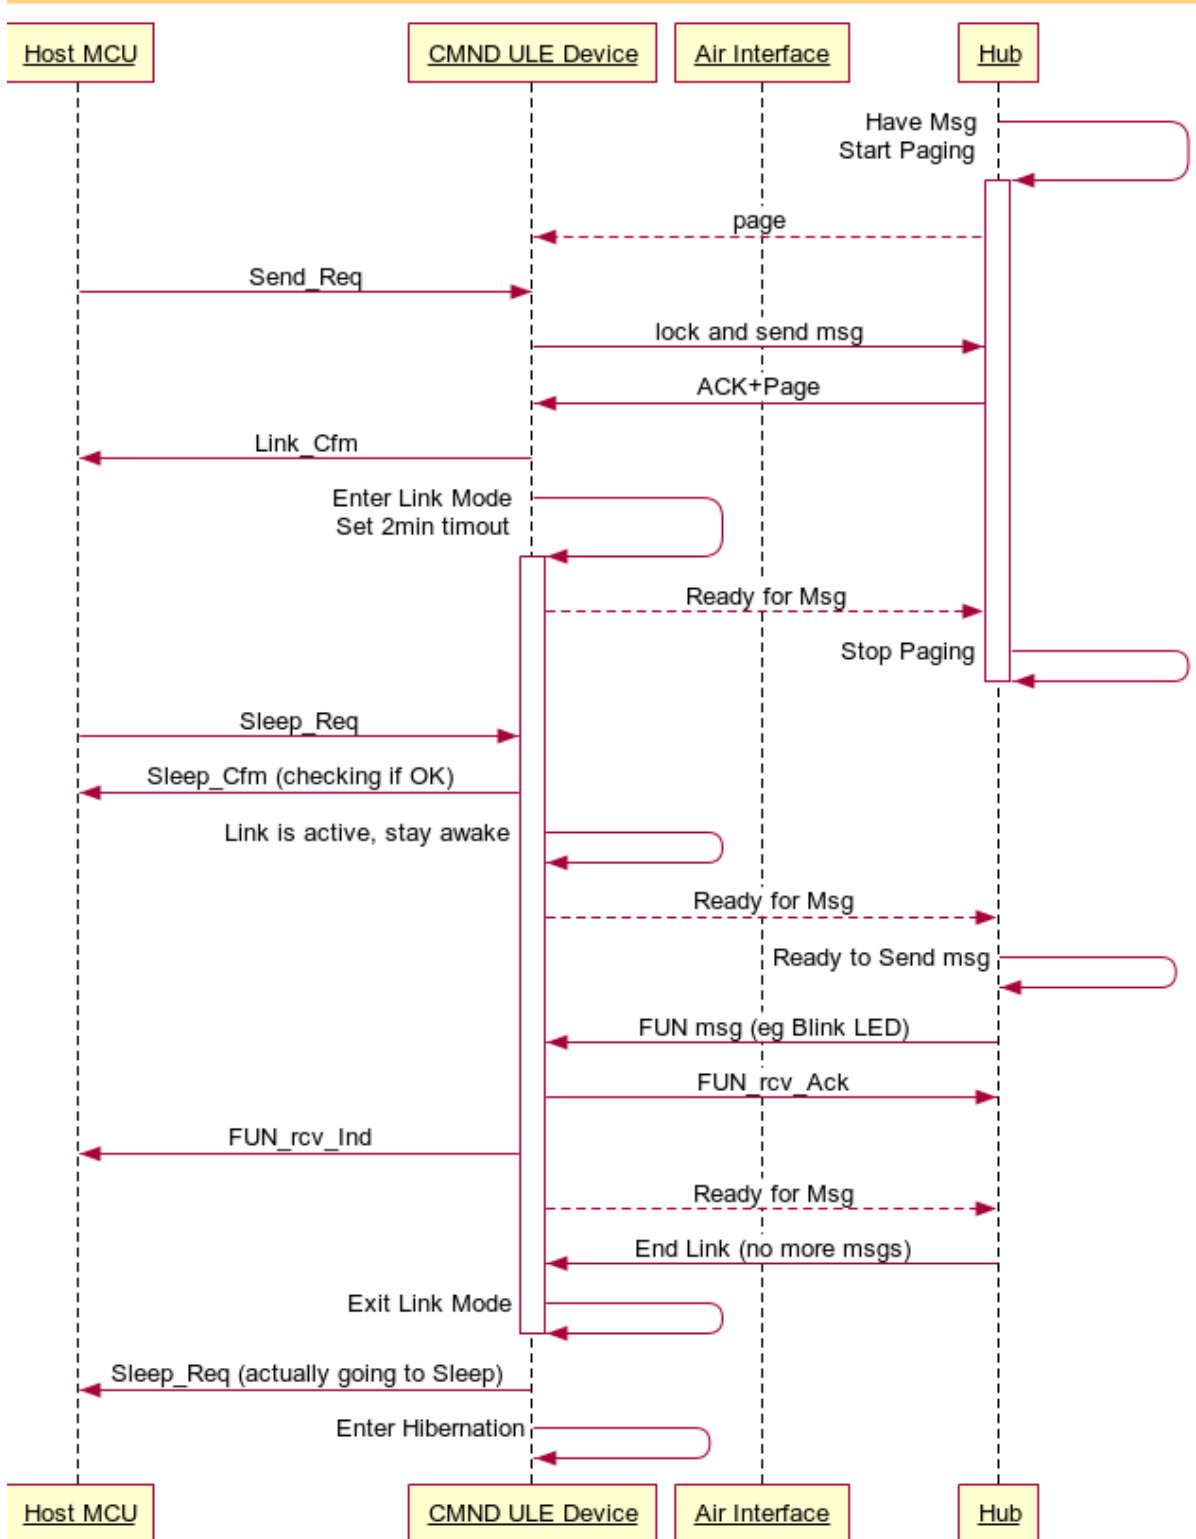 Host MCU
CMND ULE Device
Air Interface
Hub
Have Msg
Start Paging
page
Send_Req
lock and send msg
ACK+Page
Link_Cfm
Enter Link Mode
Set 2min timout
Ready for Msg
Stop Paging
Sleep_Req
Sleep_Cfm (checking if OK)
Link is active, stay awake
Ready for Msg
Ready to Send msg
FUN msg (eg Blink LED)
FUN_rcv_Ack
FUN_rcv_Ind
Ready for Msg
End Link (no more msgs)
Exit Link Mode
Sleep_Req (actually going to Sleep)
Enter Hibernation
Host MCU
CMND ULE Device
Air Interface
Hub